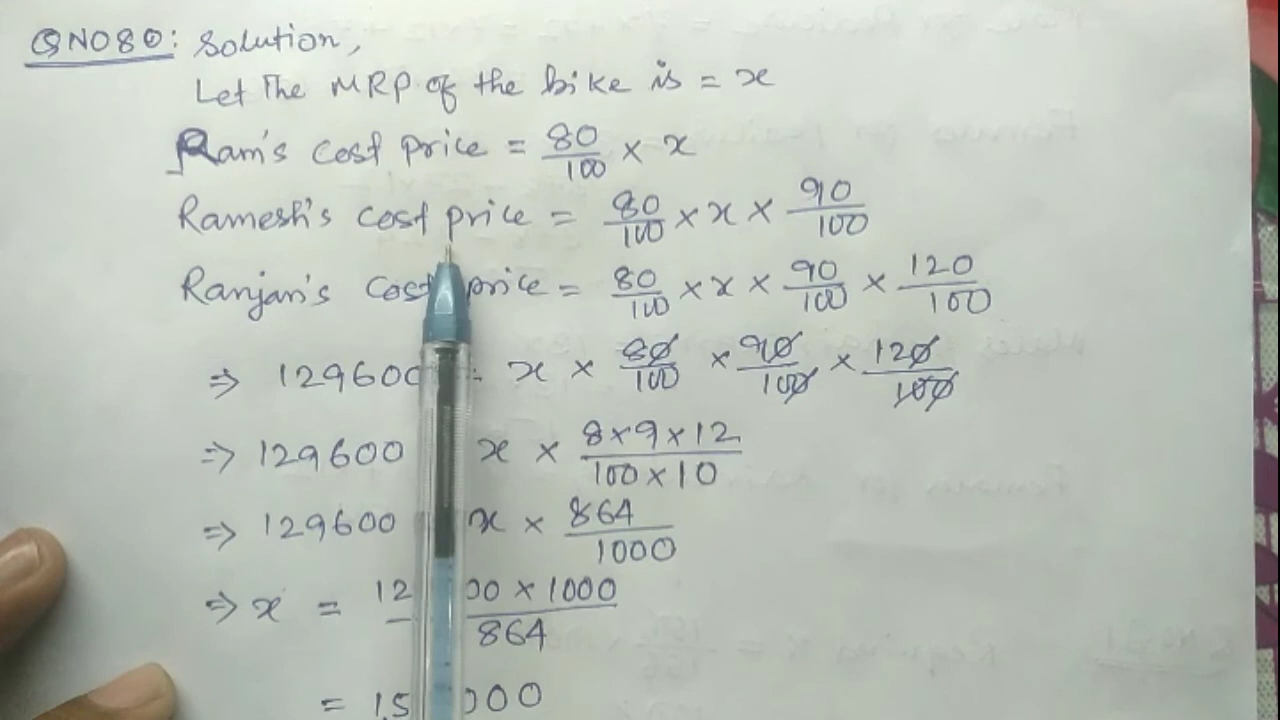 QNO80: Solution,
Let The MRP of the bike is = x
Ram's cost price = 80/100 × x
Ramesh's cost price = 80/100 × x × 90/100
Ranjan's cost price = 80/100 × x × 90/100 × 120/100
⇒ 129600 = x × 80/100 × 90/100 × 120/100
⇒ 129600 x × 8×9×12/100×10
⇒ 129600 x × 864/1000
⇒ x = 12 00 × 1000/864
= 15 000